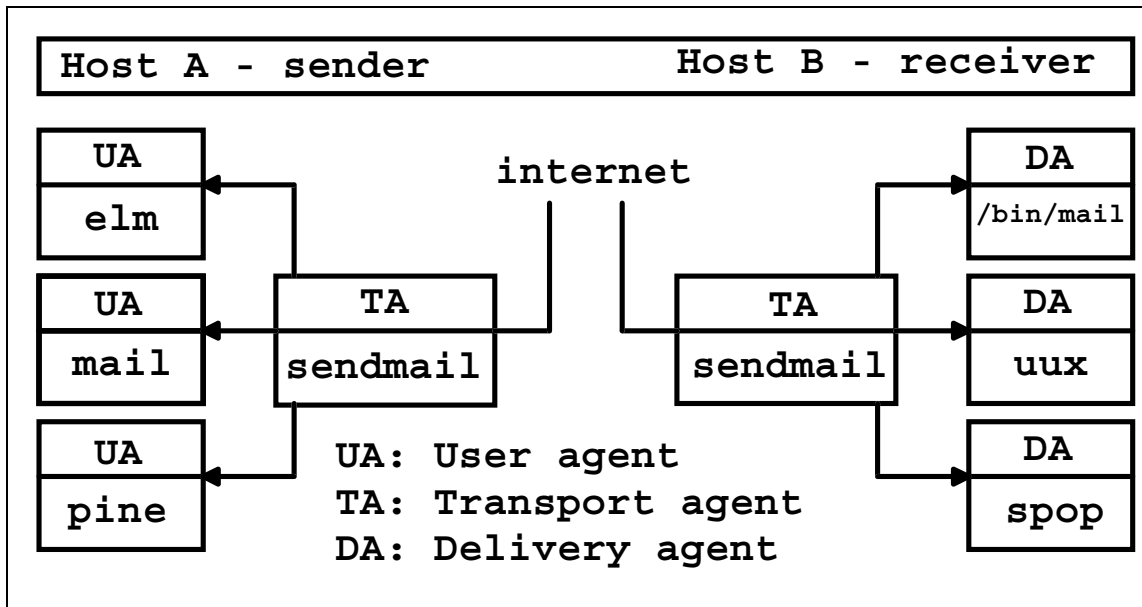 Host A - sender
Host B - receiver
UA
elm
UA
mail
UA
pine
TA
sendmail
internet
TA
sendmail
DA
/bin/mail
DA
uux
DA
spop
UA: User agent
TA: Transport agent
DA: Delivery agent